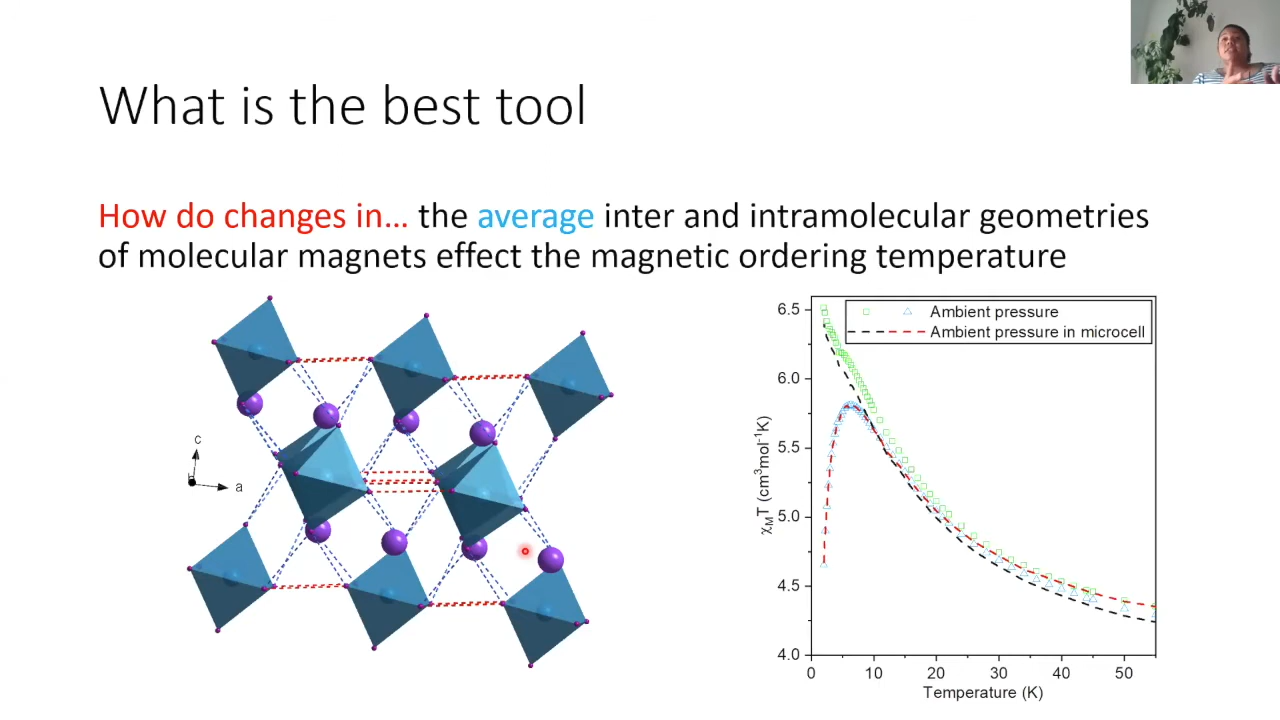 What is the best tool
How do changes in... the average inter and intramolecular geometries
of molecular magnets effect the magnetic ordering temperature
c
a
6.5
6.0
5.5
5.0
4.5
4.0
χMT (cm3mol-1K)
Ambient pressure
Ambient pressure in microcell
0
10
20
30
40
50
Temperature (K)